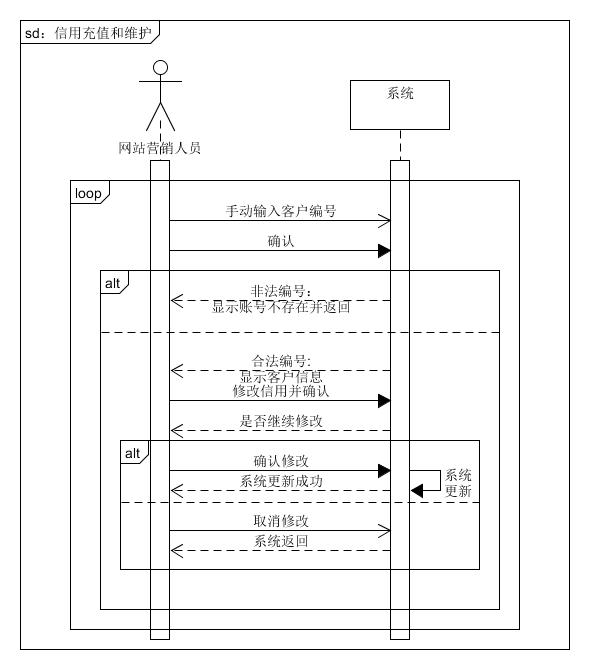 sd：信用充值和维护
系统
网站营销人员
loop
手动输入客户编号
确认
alt
非法编号：
显示账号不存在并返回
合法编号:
显示客户信息
修改信用并确认
是否继续修改
alt
确认修改
系统
更新
系统更新成功
取消修改
系统返回